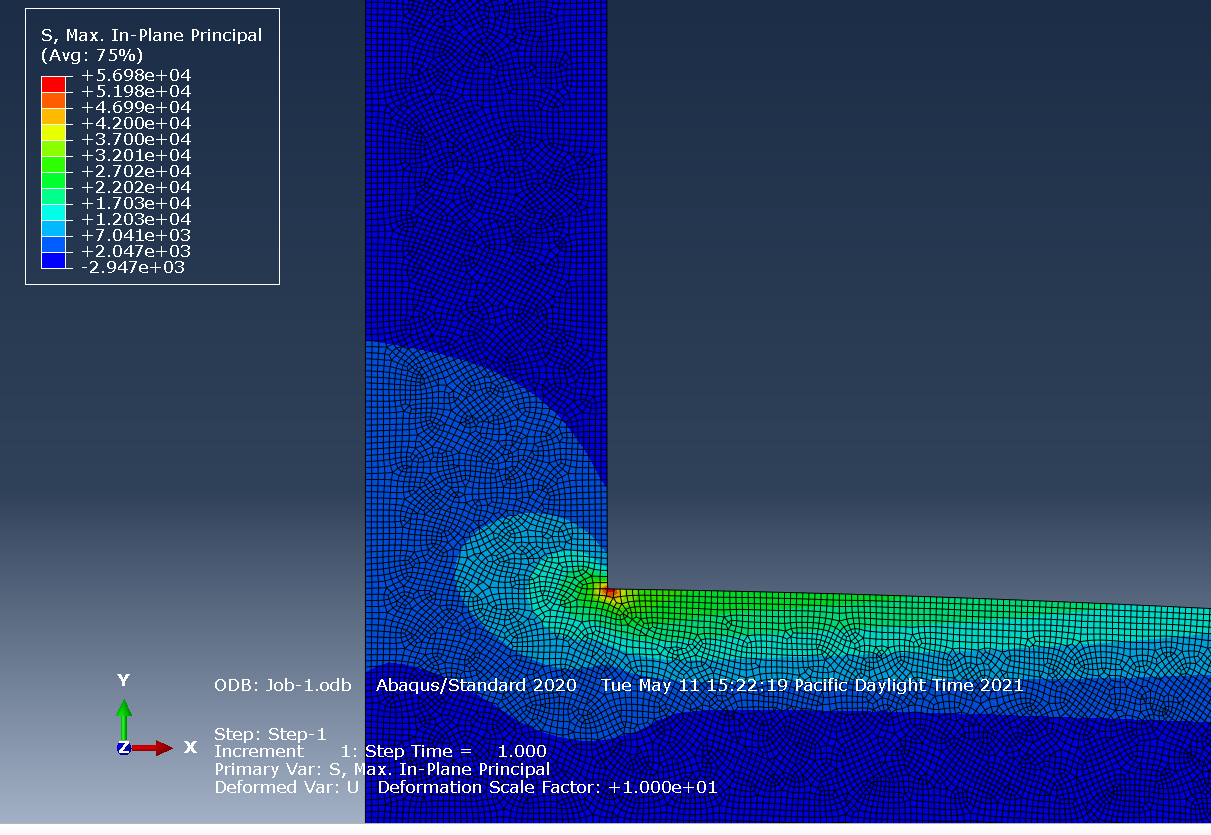 S, Max. In-Plane Principal
(Avg: 75%)
+5.698e+04
+5.198e+04
+4.699e+04
+4.200e+04
+3.700e+04
+3.201e+04
+2.702e+04
+2.202e+04
+1.703e+04
+1.203e+04
+7.041e+03
+2.047e+03
-2.947e+03
Y
Z X
ODB: Job-1.odb Abaqus/Standard 2020 Tue May 11 15:22:19 Pacific Daylight Time 2021
Step: Step-1
Increment 1: Step Time = 1.000
Primary Var: S, Max. In-Plane Principal
Deformed Var: U Deformation Scale Factor: +1.000e+01